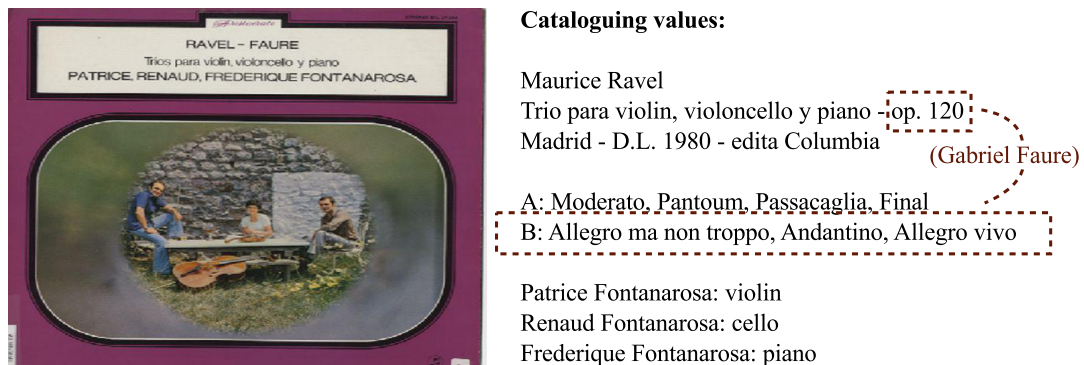 Aristocrate
RAVEL - FAURE
Trios para violin, violoncello y piano
PATRICE, RENAUD, FREDERIQUE FONTANAROSA
Cataloguing values:
Maurice Ravel
Trio para violin, violoncello y piano - op. 120
Madrid - D.L. 1980 - edita Columbia
(Gabriel Faure)
A: Moderato, Pantoum, Passacaglia, Final
B: Allegro ma non troppo, Andantino, Allegro vivo
Patrice Fontanarosa: violin
Renaud Fontanarosa: cello
Frederique Fontanarosa: piano